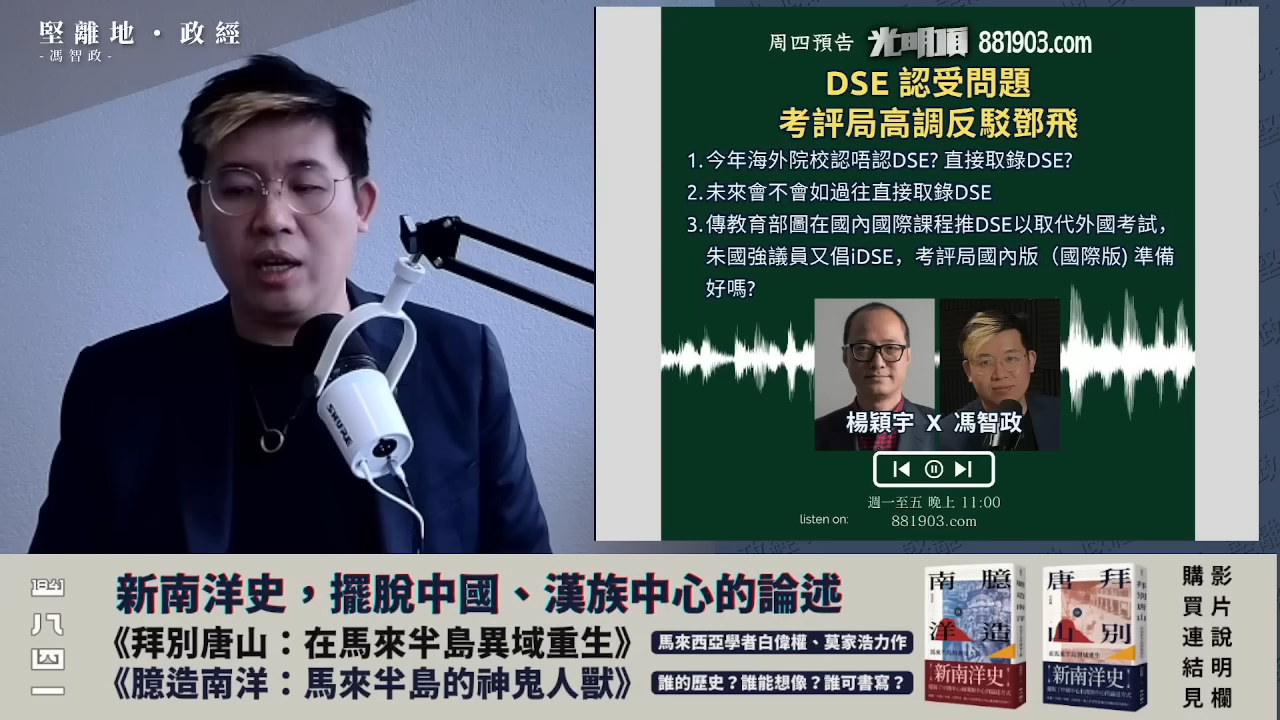 堅離地・政經
-馮智政-
周四預告 光明頂 881903.com
DSE 認受問題
考評局高調反駁鄧飛
1. 今年海外院校認唔認DSE? 直接取錄DSE?
2. 未來會不會如過往直接取錄DSE
3. 傳教育部圖在國內國際課程推DSE以取代外國考試，
朱國強議員又倡iDSE，考評局國內版（國際版) 準備
好嗎?
SHURE
楊穎宇 X 馮智政
週一至五 晚上 11:00
listen on: 881903.com
1841
一八四一
新南洋史，擺脫中國、漢族中心的論述
《拜別唐山：在馬來半島異域重生》 馬來西亞學者白偉權、莫家浩力作
《臆造南洋：馬來半島的神鬼人獸》 誰的歷史？誰能想像？誰可書寫？
臆造南洋
新南洋史
拜別唐山
新南洋史
影片說明欄
購買連結見